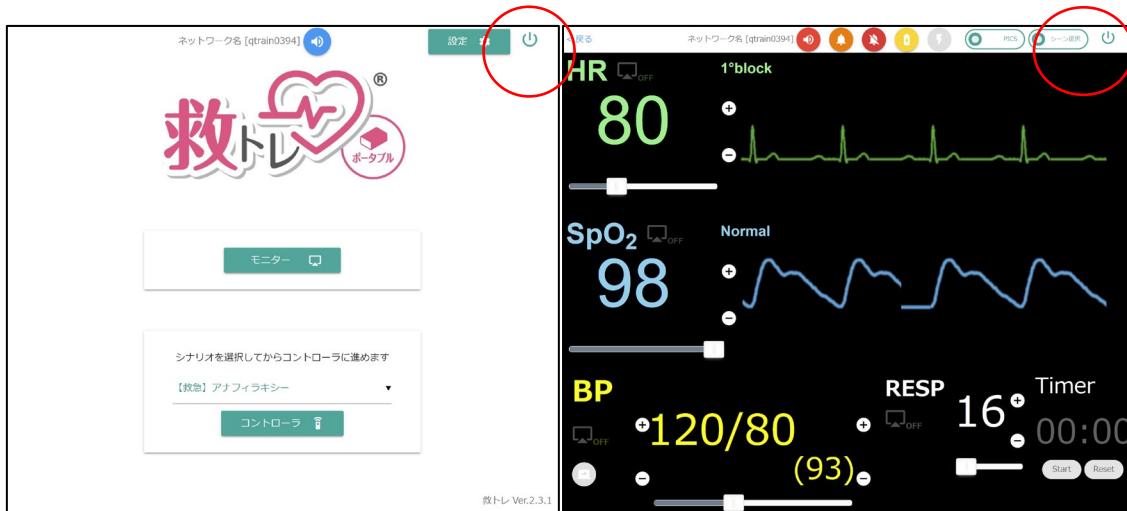 ネットワーク名 [qtrain0394]
設定
救トレ
®
ポータブル
モニター
シナリオを選択してからコントローラに進めます
【救急】アナフィラキシー ▼
コントローラ
救トレ Ver.2.3.1
<戻る
ネットワーク名 [qtrain0394]
PICS
シーン選択
HR
OFF
1°block
80
SpO₂
OFF
Normal
98
BP
OFF
120/80
(93)
RESP
OFF
16
Timer
00:00
Start
Reset